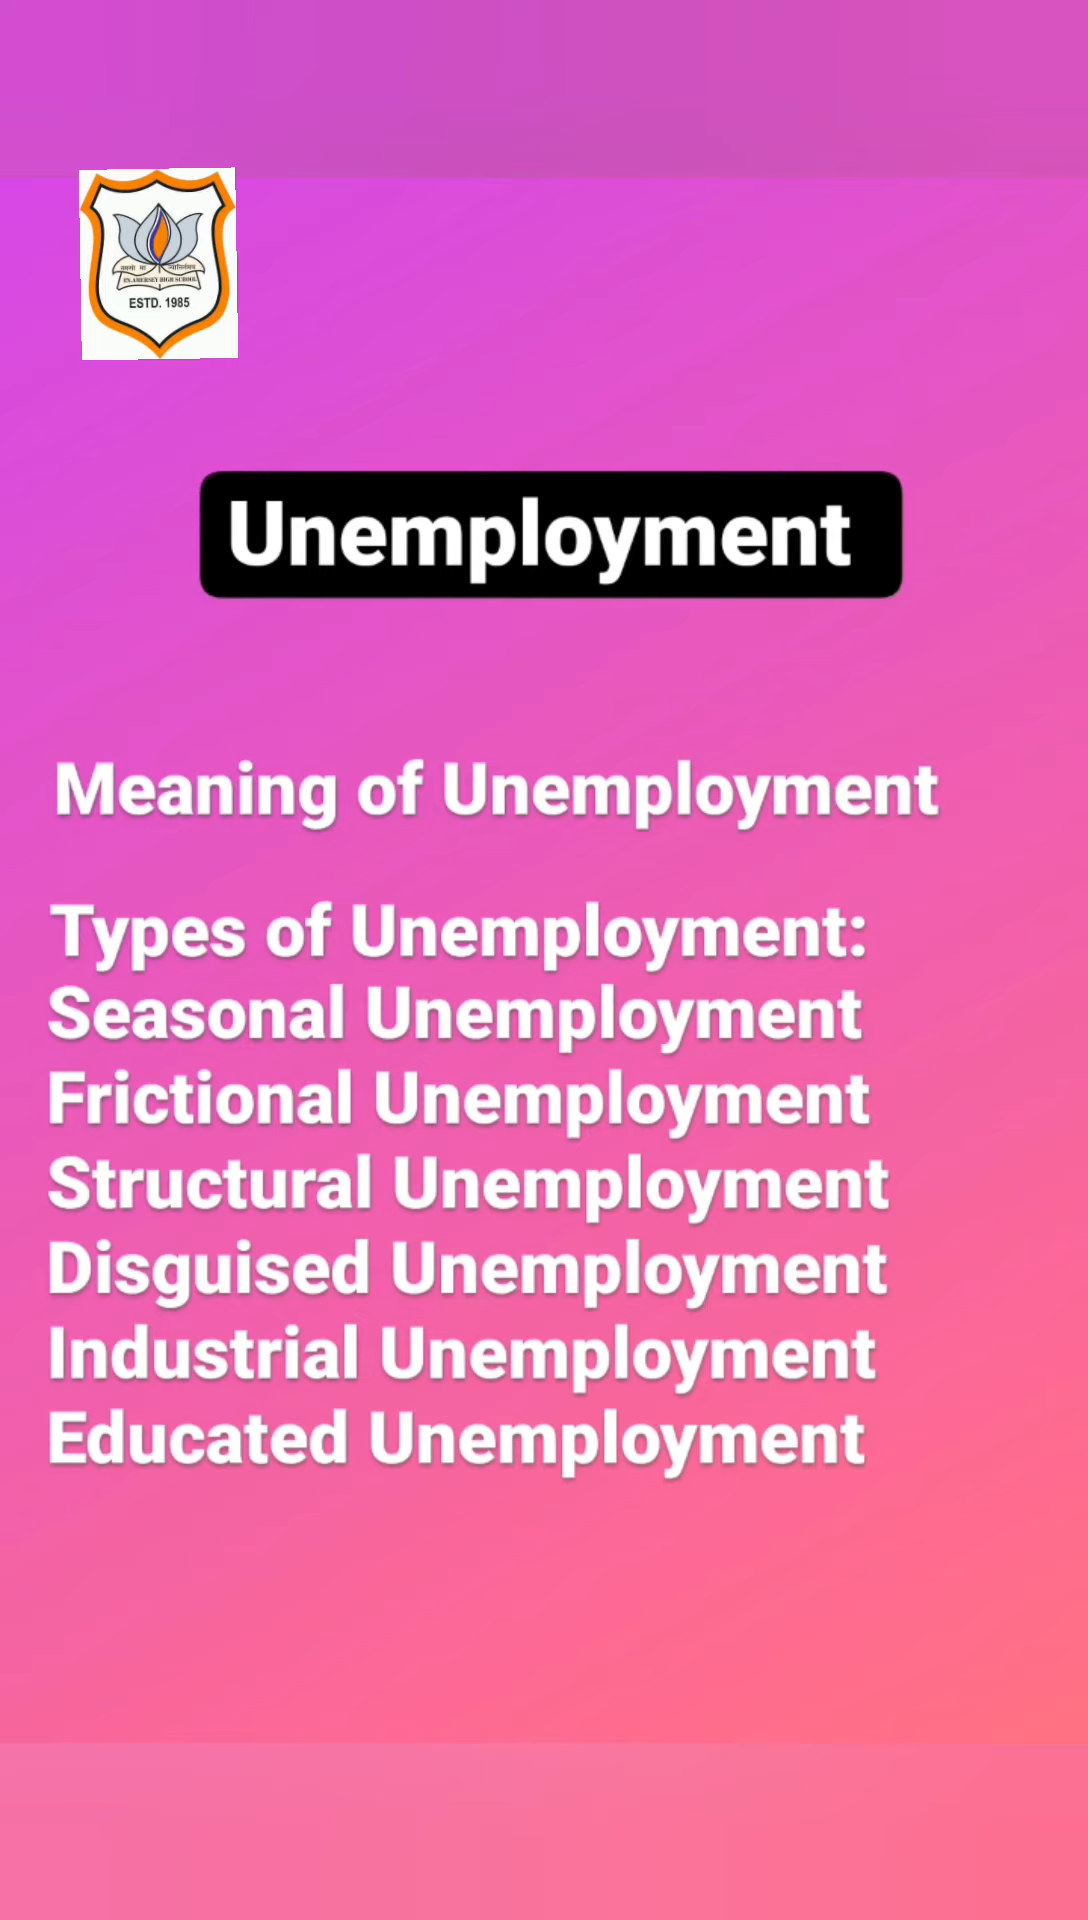 ESTD. 1985
Unemployment
Meaning of Unemployment
Types of Unemployment:
Seasonal Unemployment
Frictional Unemployment
Structural Unemployment
Disguised Unemployment
Industrial Unemployment
Educated Unemployment